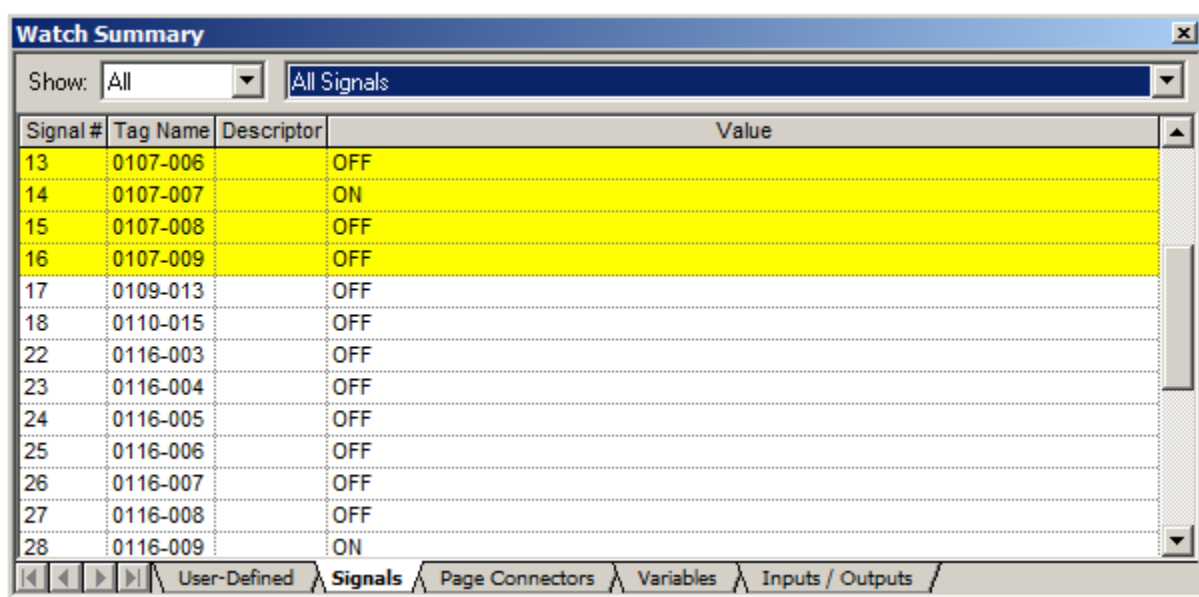 Watch Summary
Show: All All Signals
Signal # Tag Name Descriptor Value
13 0107-006 OFF
14 0107-007 ON
15 0107-008 OFF
16 0107-009 OFF
17 0109-013 OFF
18 0110-015 OFF
22 0116-003 OFF
23 0116-004 OFF
24 0116-005 OFF
25 0116-006 OFF
26 0116-007 OFF
27 0116-008 OFF
28 0116-009 ON
User-Defined Signals Page Connectors Variables Inputs / Outputs